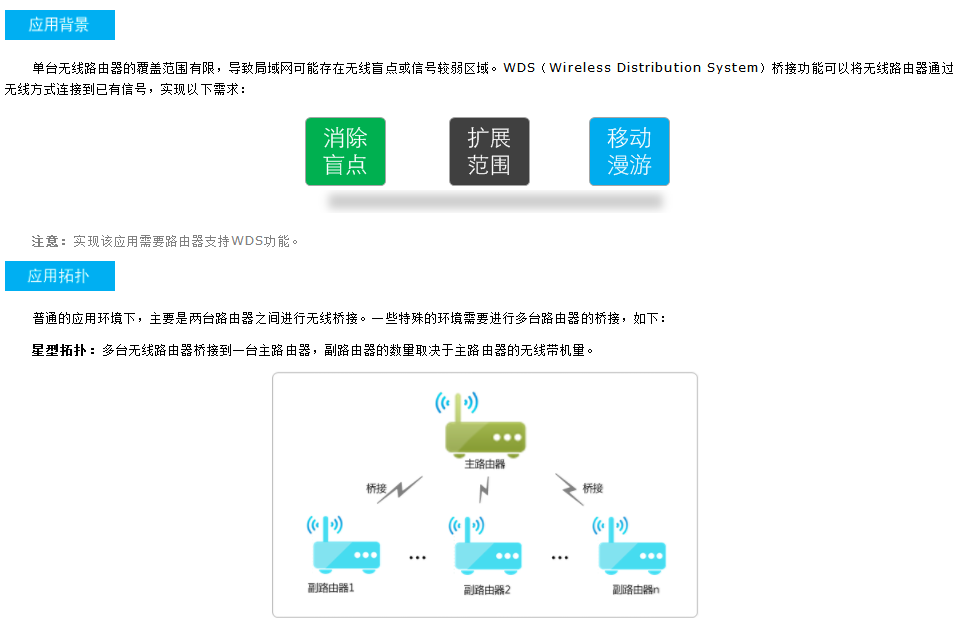 应用背景
单台无线路由器的覆盖范围有限，导致局域网可能存在无线盲点或信号较弱区域。WDS（Wireless Distribution System）桥接功能可以将无线路由器通过
无线方式连接到已有信号，实现以下需求：
消除 扩展 移动
盲点 范围 漫游
注意：实现该应用需要路由器支持WDS功能。
应用拓扑
普通的应用环境下，主要是两台路由器之间进行无线桥接。一些特殊的环境需要进行多台路由器的桥接，如下：
星型拓扑：多台无线路由器桥接到一台主路由器，副路由器的数量取决于主路由器的无线带机量。
主路由器
桥接 桥接
... ...
副路由器1 副路由器2 副路由器n